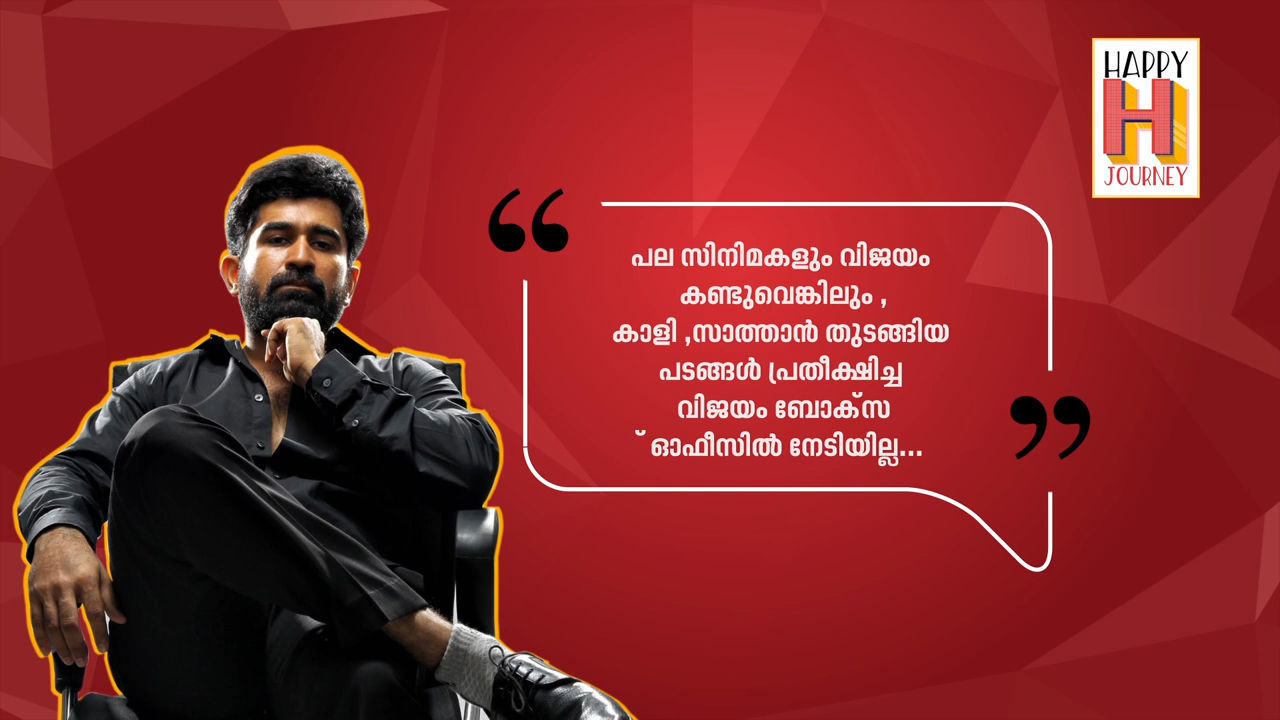 HAPPY
H
JOURNEY
“
പല സിനിമകളും വിജയം
കണ്ടുവെങ്കിലും ,
കാളി ,സാത്താൻ തുടങ്ങിയ
പടങ്ങൾ പ്രതീക്ഷിച്ച
വിജയം ബോക്സ
് ഓഫീസിൽ നേടിയില്ല...
”